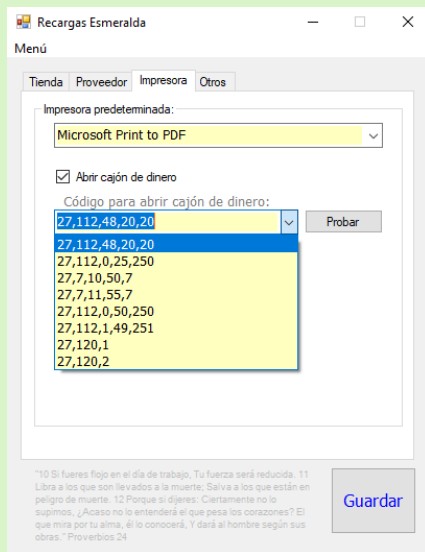 Recargas Esmeralda
Menú
Tienda Proveedor Impresora Otros
Impresora predeterminada:
Microsoft Print to PDF
Abrir cajón de dinero
Código para abrir cajón de dinero:
27,112,48,20,20
Probar
27,112,48,20,20
27,112,0,25,250
27,7,10,50,7
27,7,11,55,7
27,112,0,50,250
27,112,1,49,251
27,120,1
27,120,2
"10 Si fueres flojo en el día de trabajo, Tu fuerza será reducida. 11
Libra a los que son llevados a la muerte; Salva a los que están en
peligro de muerte. 12 Porque si dijeres: Ciertamente no lo
supimos, ¿Acaso no lo entenderá el que pesa los corazones? El
que mira por tu alma, él lo conocerá, Y dará al hombre según sus
obras." Proverbios 24
Guardar